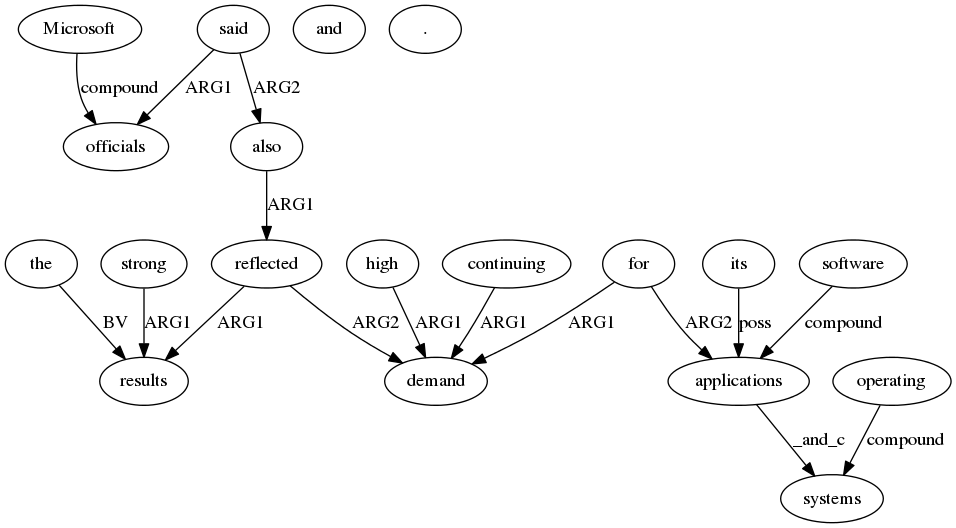 Microsoft said and .
compound ARG1 ARG2
officials also
ARG1
the strong reflected high continuing for its software
BV ARG1 ARG1 ARG2 ARG1 ARG1 ARG1 ARG2 poss compound
results demand applications operating
_and_c compound
systems